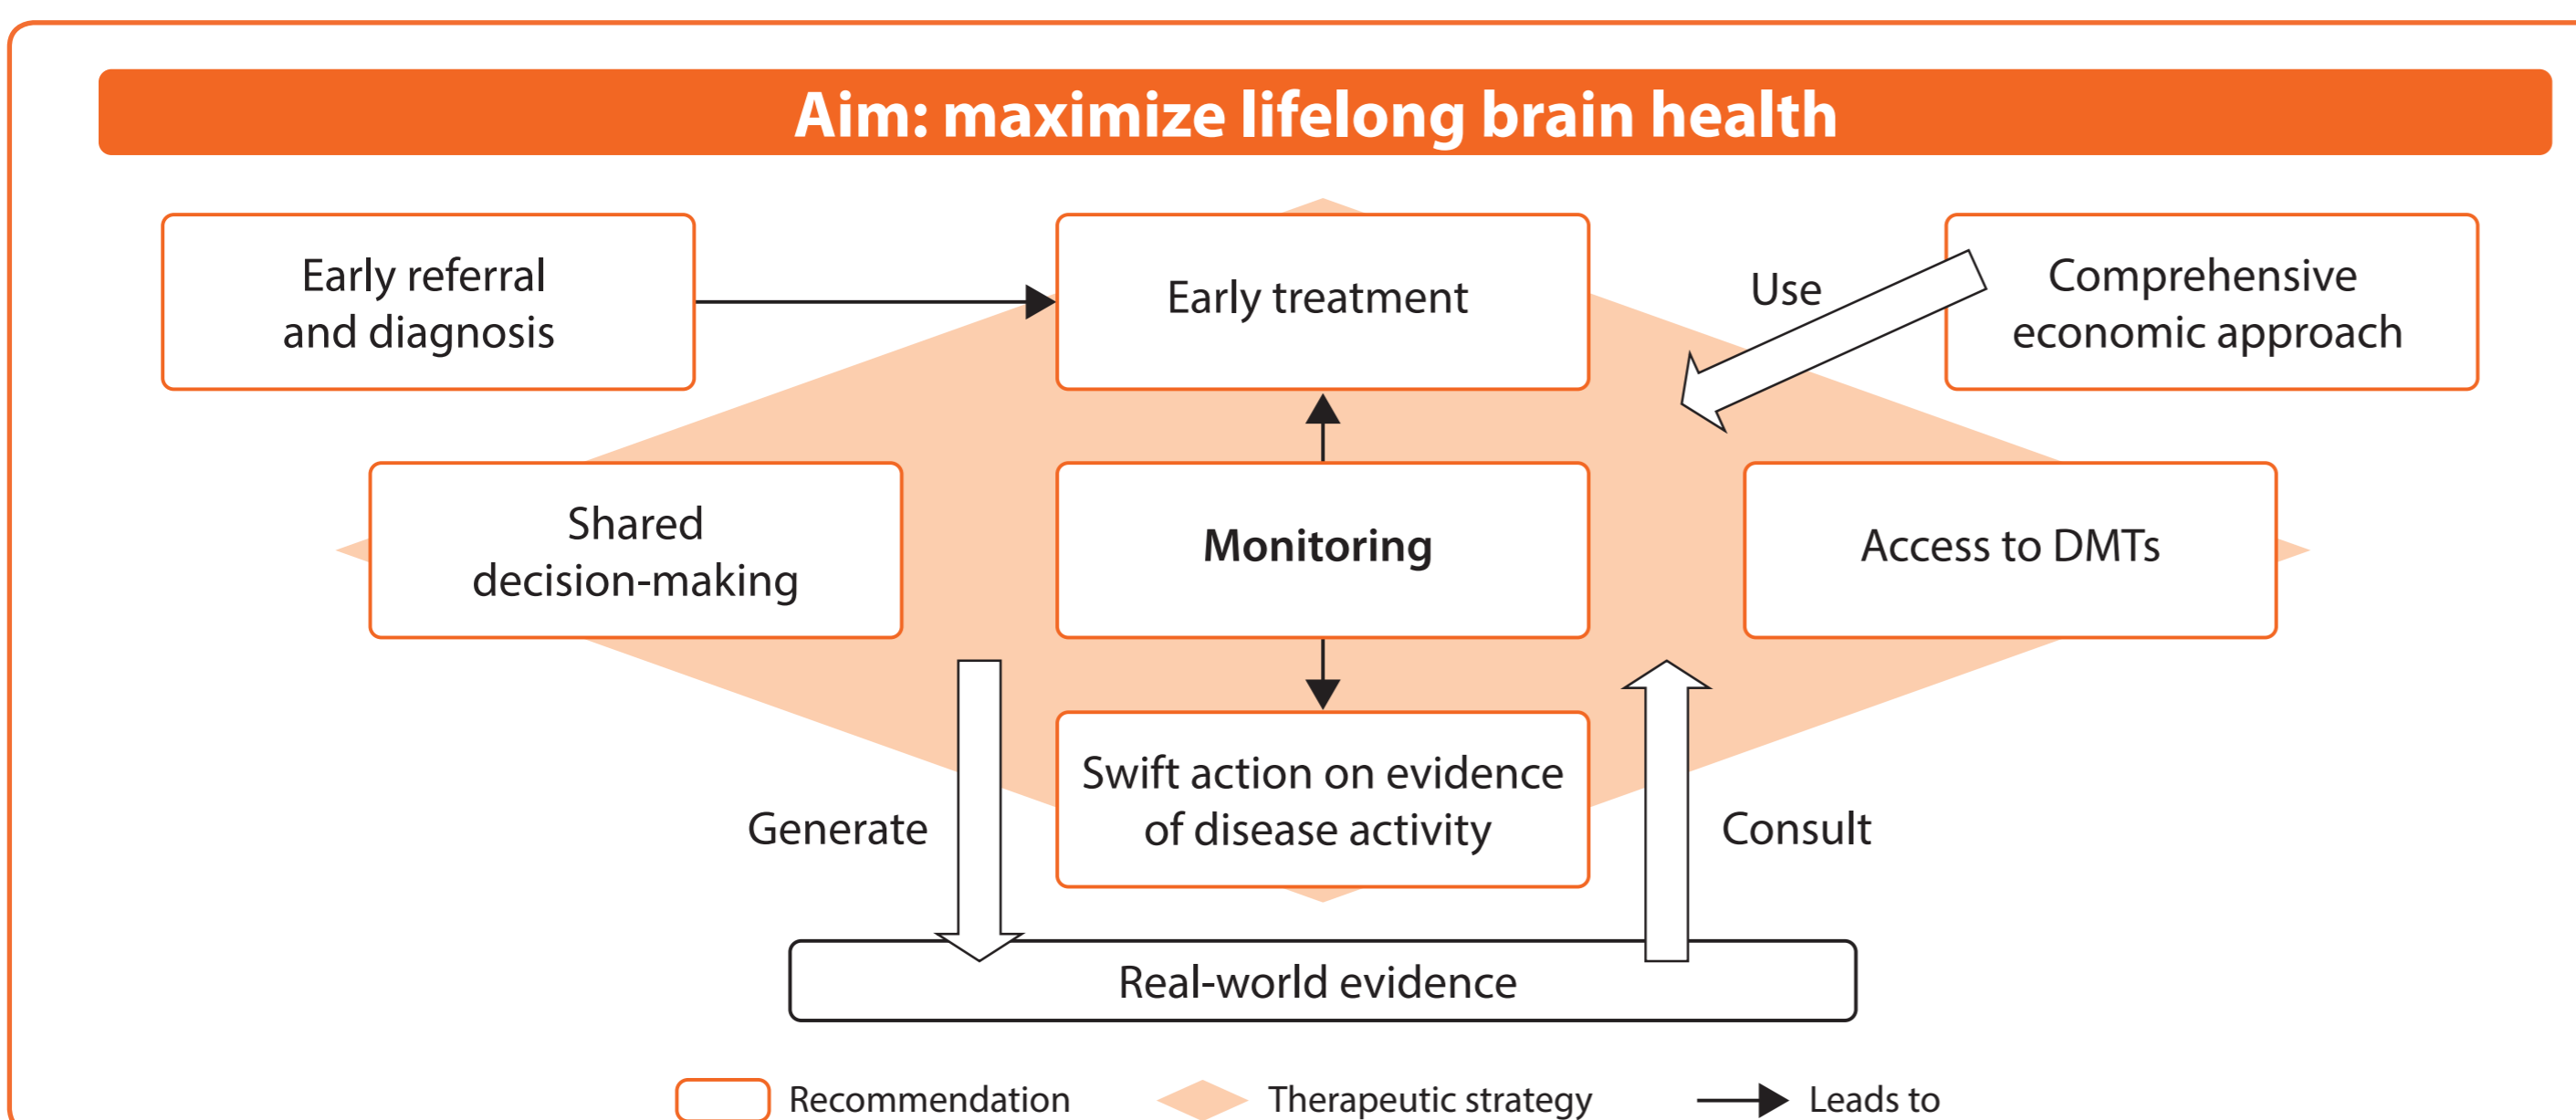 Aim: maximize lifelong brain health
Early referral
and diagnosis
Early treatment
Use
Comprehensive
economic approach
Shared
decision-making
Monitoring
Access to DMTs
Swift action on evidence
of disease activity
Generate
Consult
Real-world evidence
Recommendation
Therapeutic strategy
Leads to